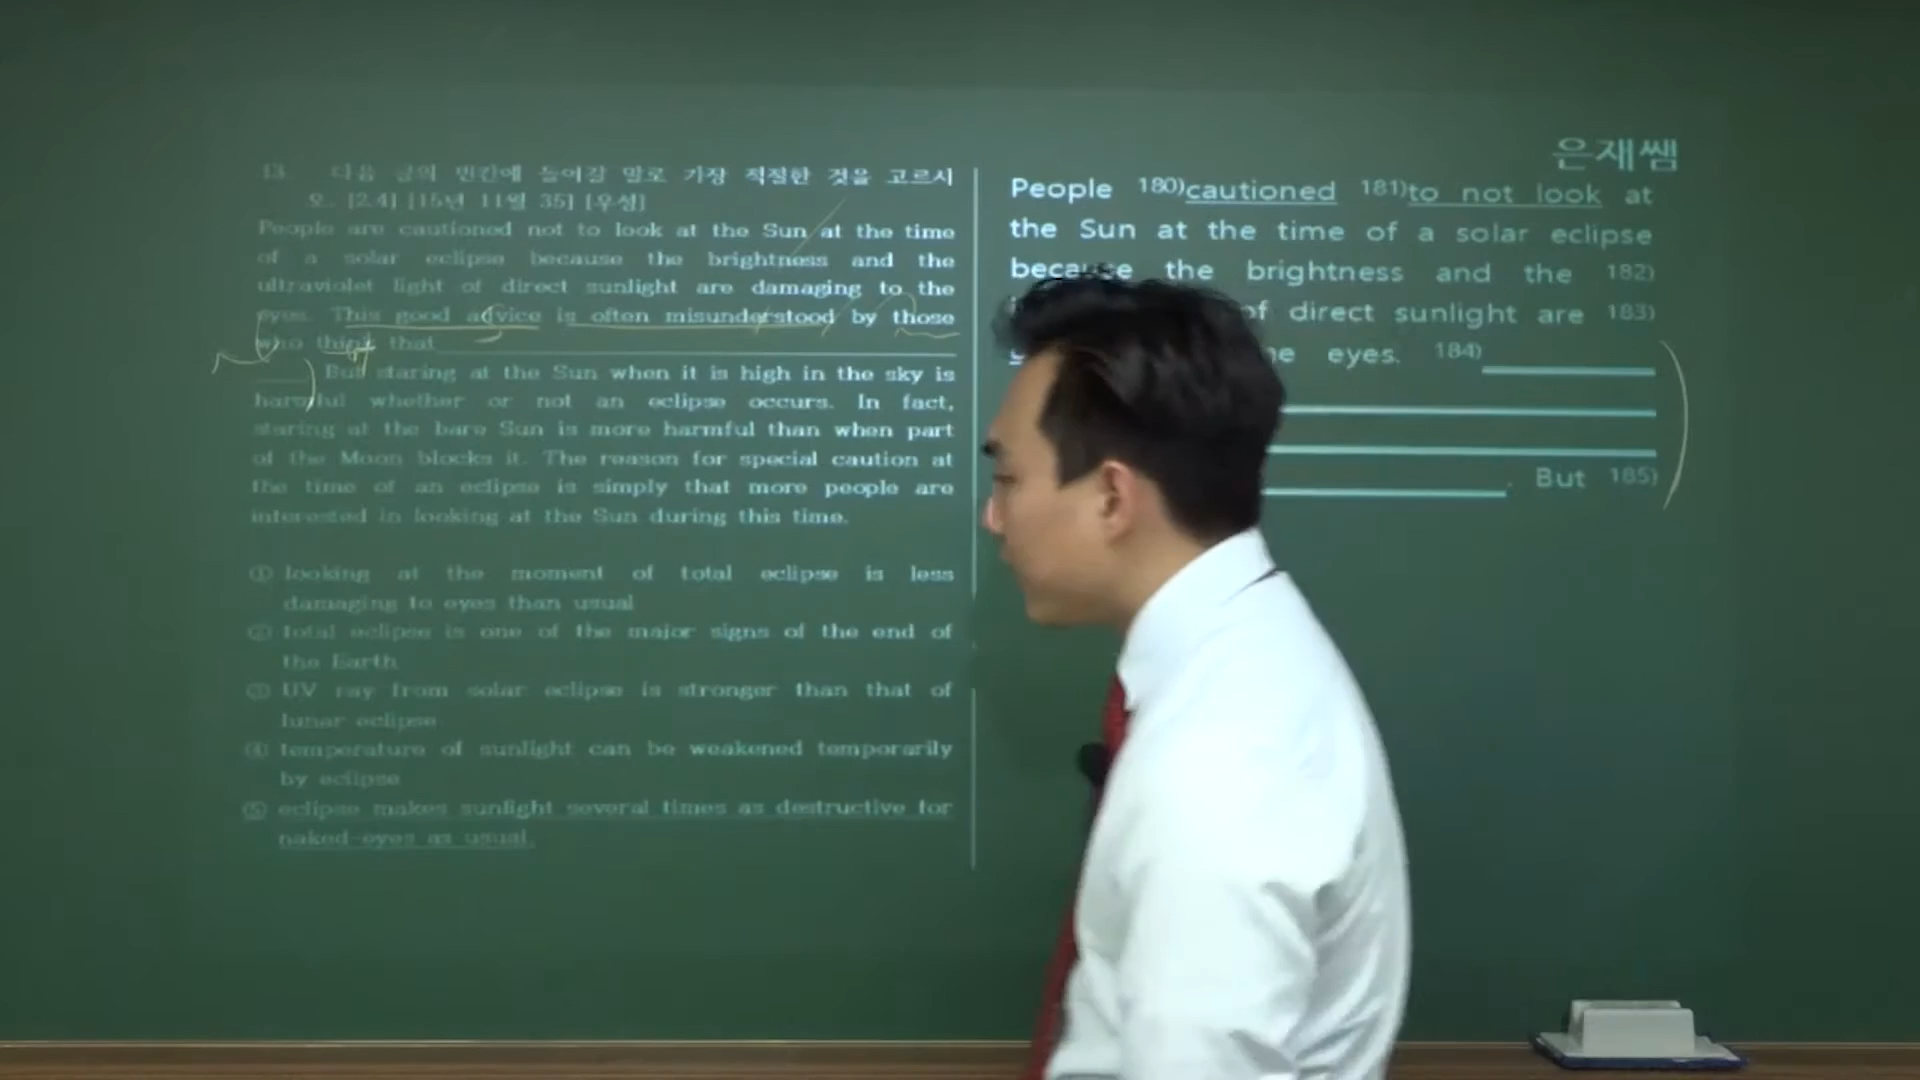 13 다음 글의 빈칸에 들어갈 말로 가장 적절한 것을 고르시
오. [2.4] [15년 11월 35] [우성]
People are cautioned not to look at the Sun at the time
of a solar eclipse because the brightness and the
ultraviolet light of direct sunlight are damaging to the
eyes. This good advice is often misunderstood by those
who think that
But staring at the Sun when it is high in the sky is
harmful whether or not an eclipse occurs. In fact,
staring at the bare Sun is more harmful than when part
of the Moon blocks it. The reason for special caution at
the time of an eclipse is simply that more people are
interested in looking at the Sun during this time.
① looking at the moment of total eclipse is less
damaging to eyes than usual
② total eclipse is one of the major signs of the end of
the Earth
③ UV ray from solar eclipse is stronger than that of
lunar eclipse
④ temperature of sunlight can be weakened temporarily
by eclipse
⑤ eclipse makes sunlight several times as destructive for
naked-eyes as usual.
은재쌤
People 180)cautioned 181)to not look at
the Sun at the time of a solar eclipse
because the brightness and the 182)
of direct sunlight are 183)
eyes. 184)
. But 185)